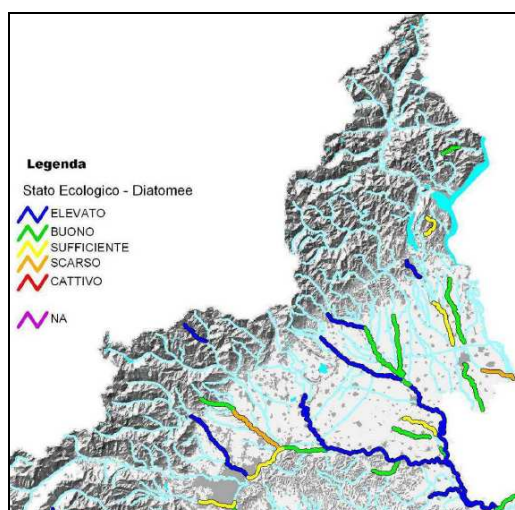 Legenda
Stato Ecologico - Diatomee
ELEVATO
BUONO
SUFFICIENTE
SCARSO
CATTIVO
NA